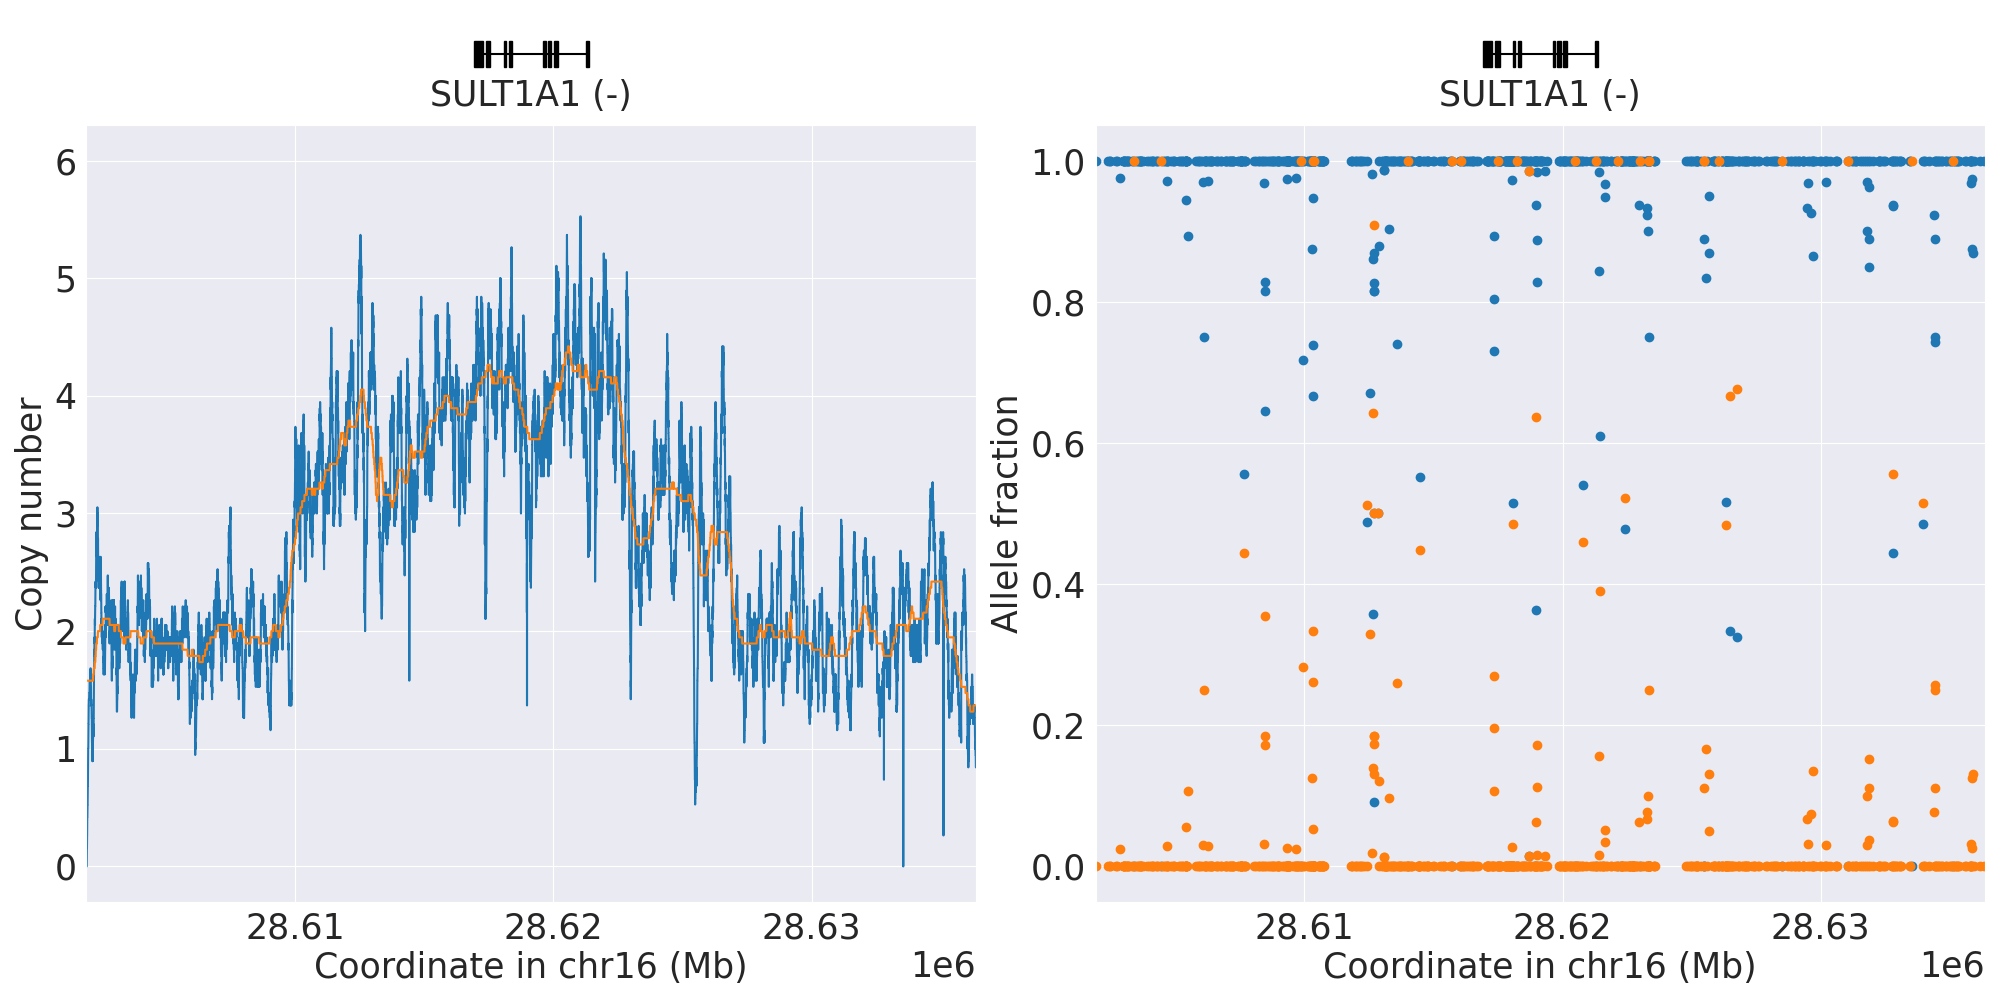 SULT1A1 (-)
6
5
4
3
2
1
0
Copy number
28.61
28.62
28.63
Coordinate in chr16 (Mb)
1e6
SULT1A1 (-)
1.0
0.8
0.6
0.4
0.2
0.0
Allele fraction
28.61
28.62
28.63
Coordinate in chr16 (Mb)
1e6